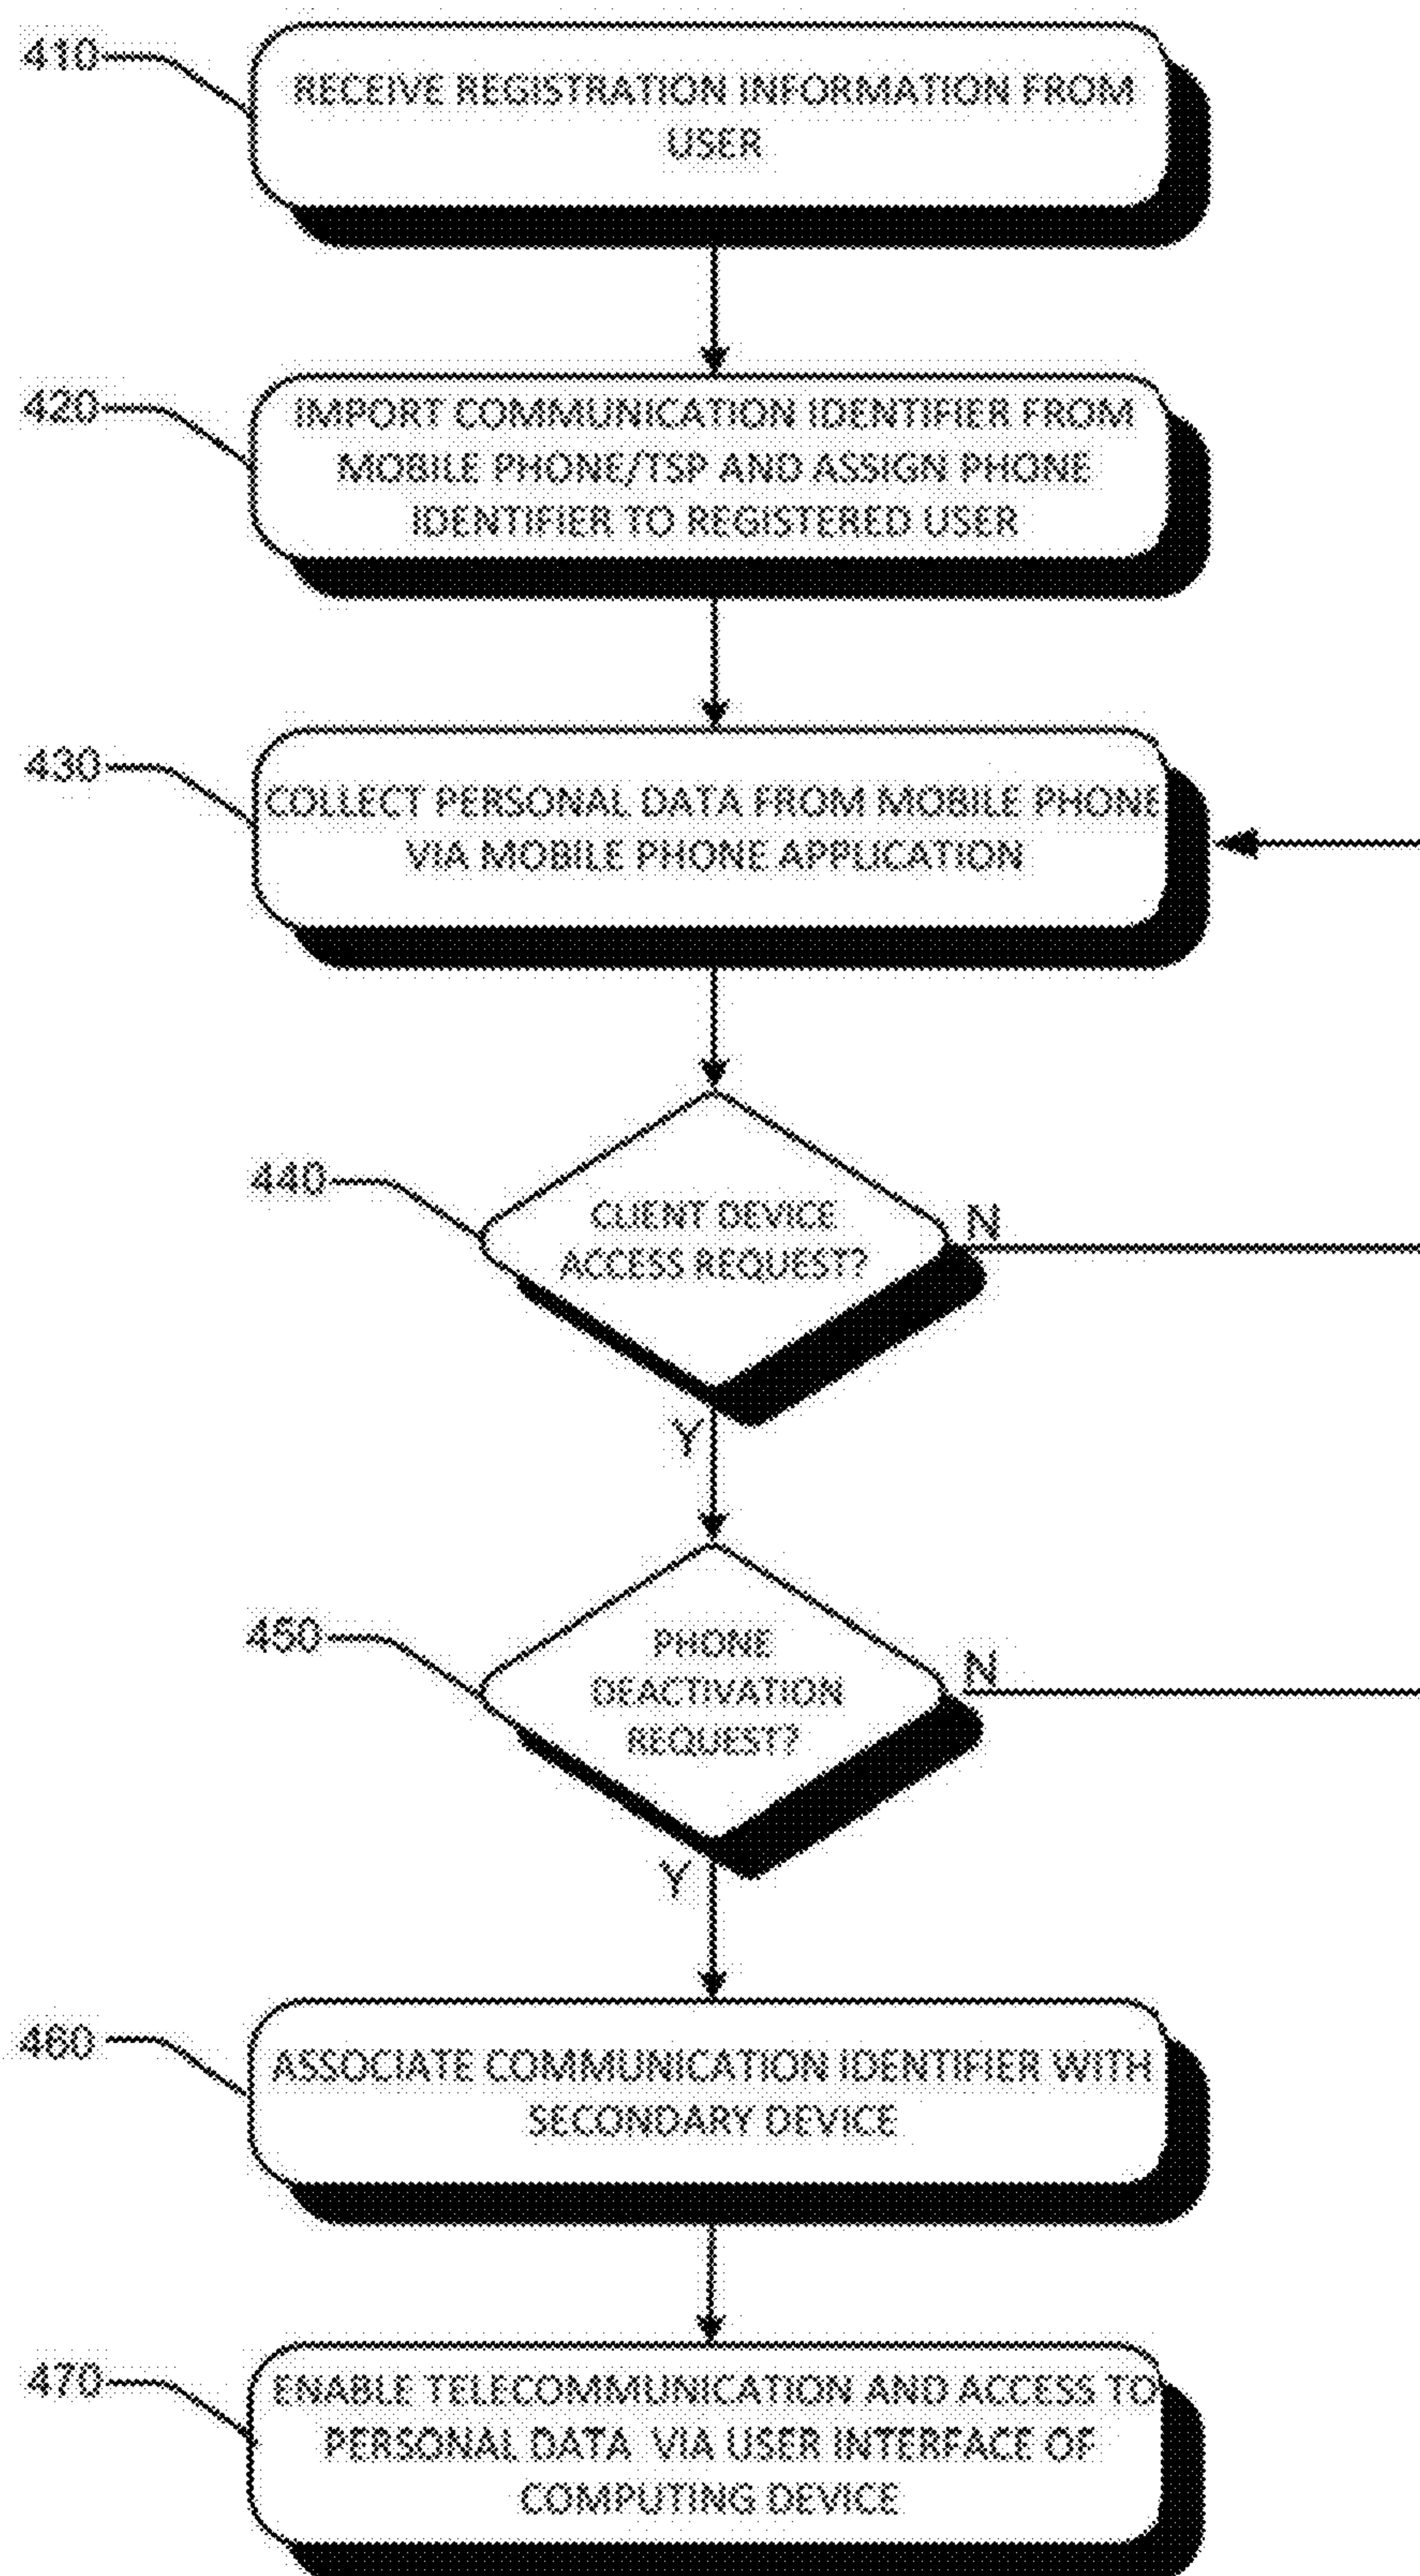 410
RECEIVE REGISTRATION INFORMATION FROM
USER
420
IMPORT COMMUNICATION IDENTIFIER FROM
MOBILE PHONE/TSP AND ASSIGN PHONE
IDENTIFIER TO REGISTERED USER
430
COLLECT PERSONAL DATA FROM MOBILE PHONE
VIA MOBILE PHONE APPLICATION
440
CLIENT DEVICE
ACCESS REQUEST?
N
Y
450
PHONE
DEACTIVATION
REQUEST?
N
Y
460
ASSOCIATE COMMUNICATION IDENTIFIER WITH
SECONDARY DEVICE
470
ENABLE TELECOMMUNICATION AND ACCESS TO
PERSONAL DATA VIA USER INTERFACE OF
COMPUTING DEVICE